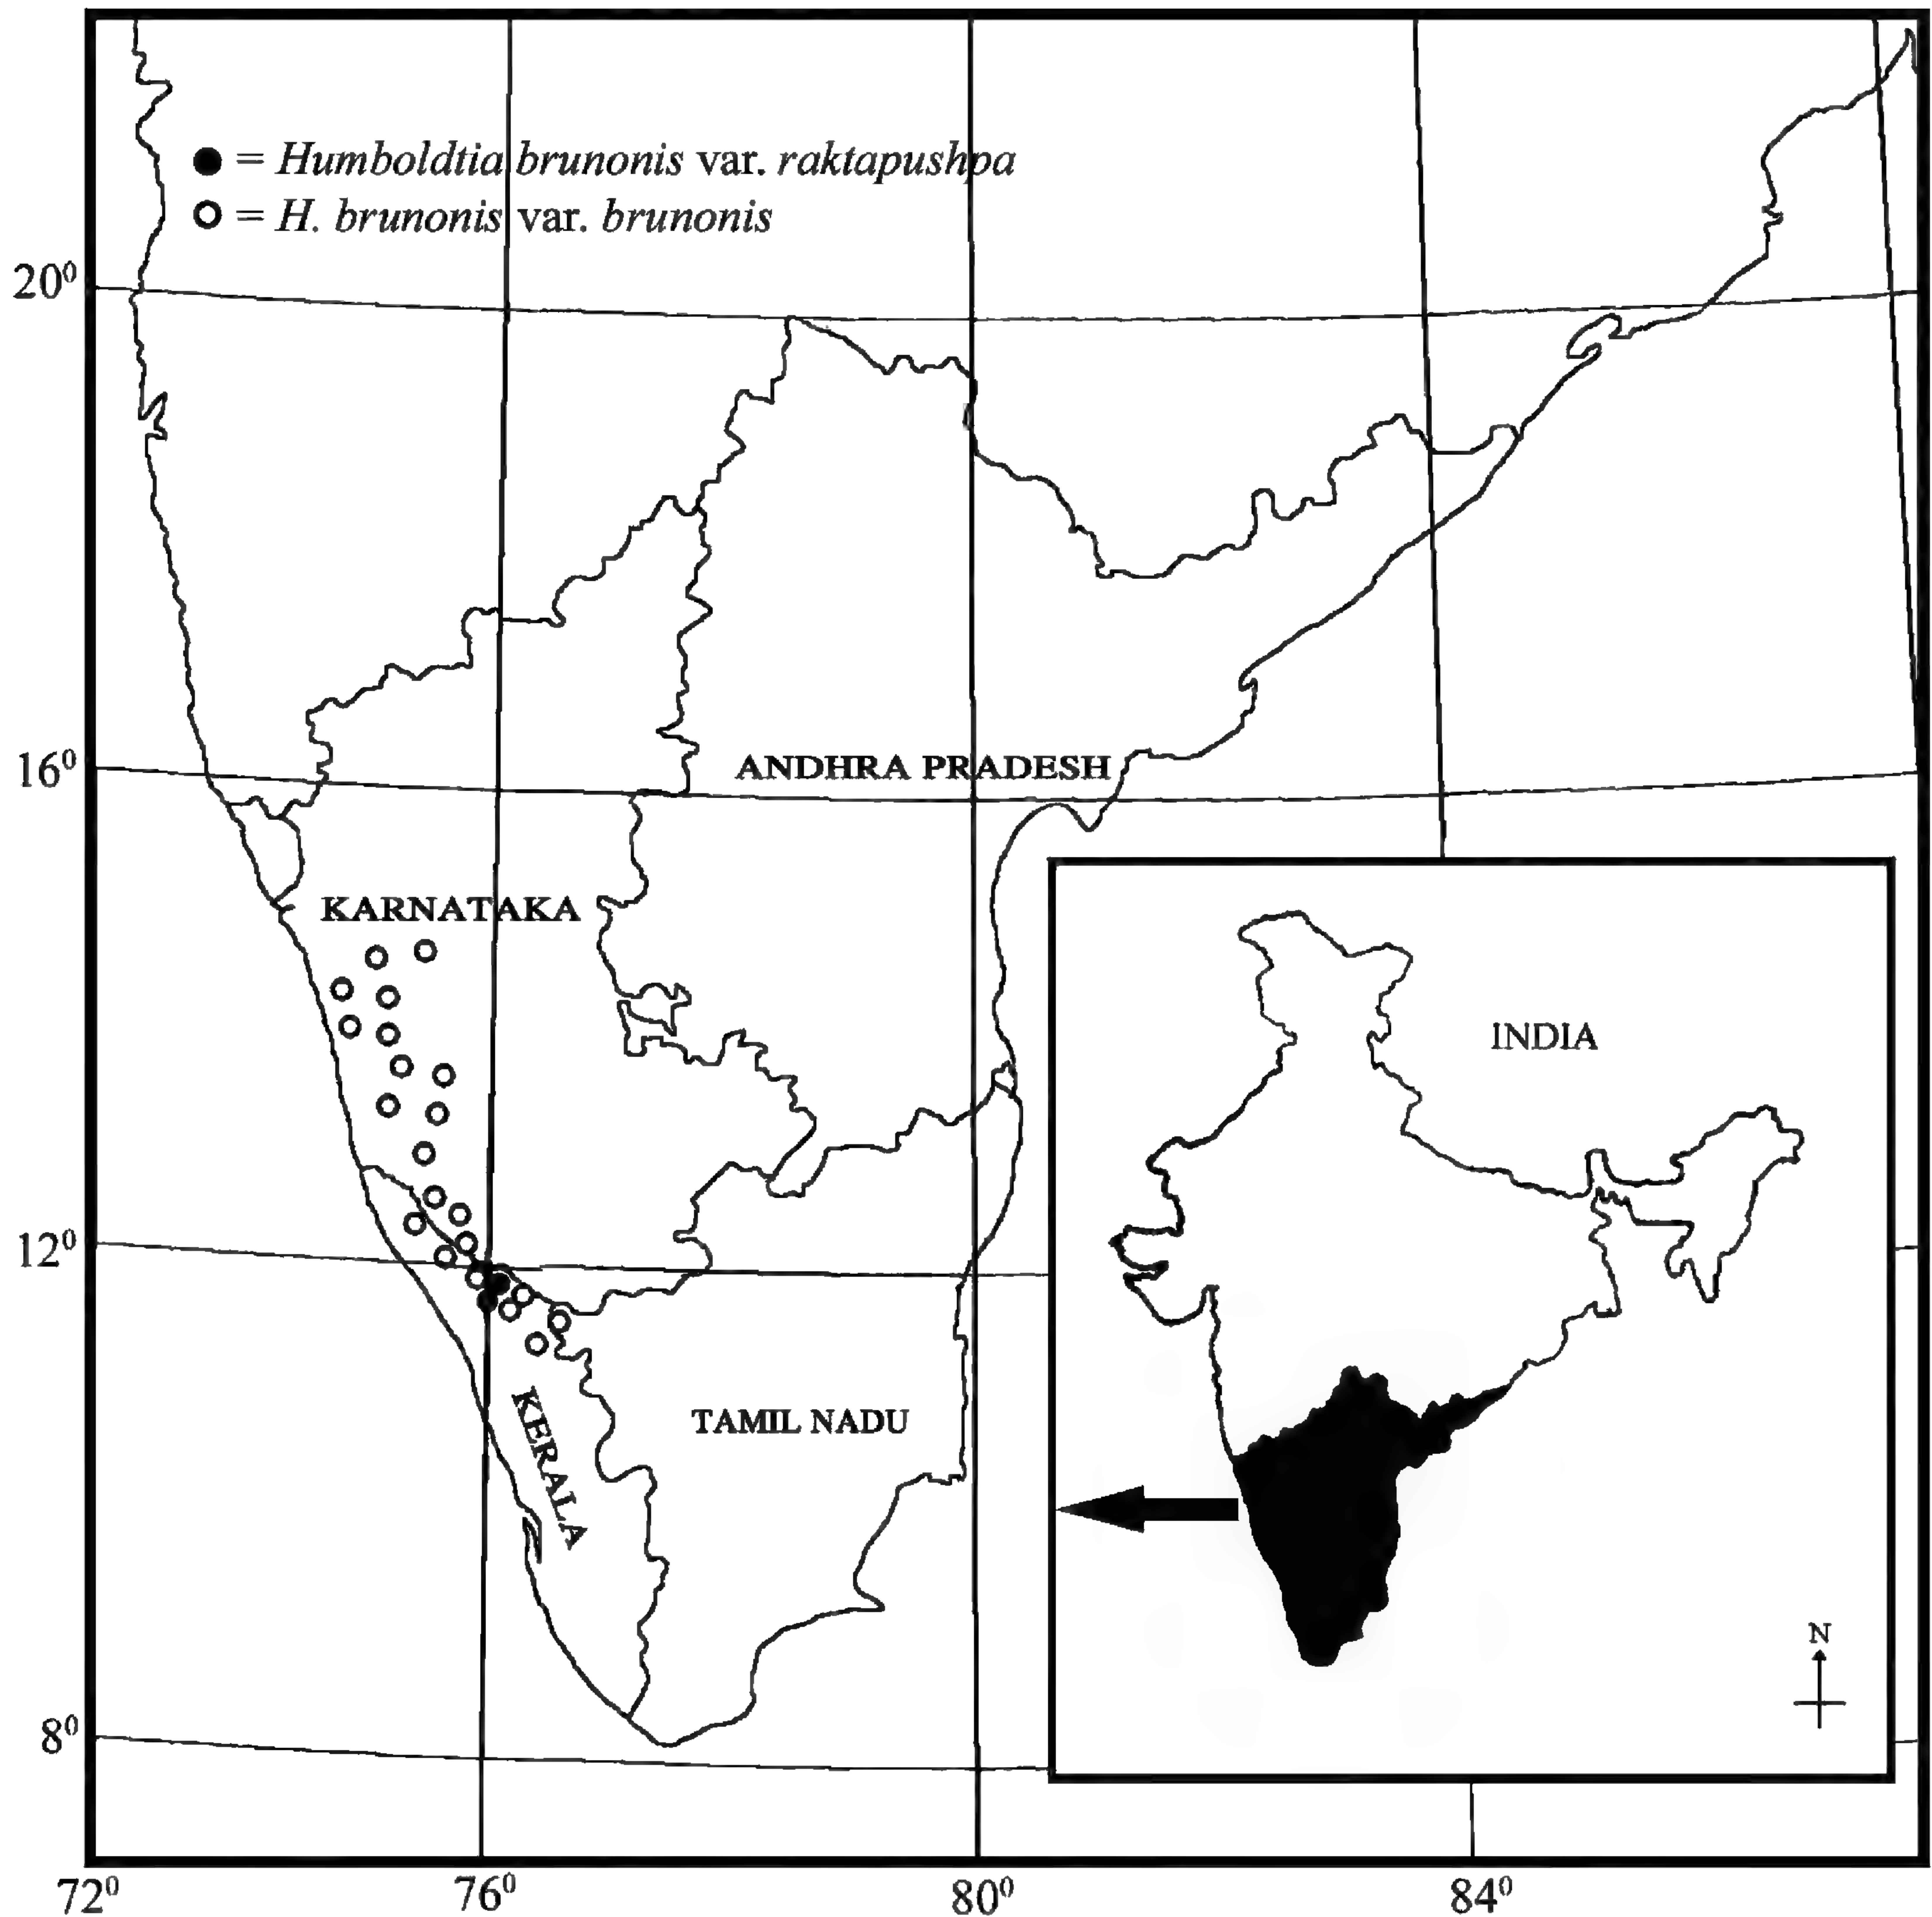 ● = Humboldtia brunonis var. raktapushpa
○ = H. brunonis var. brunonis
20⁰
16⁰
ANDHRA PRADESH
KARNATAKA
INDIA
12⁰
KERALA
TAMIL NADU
N
8⁰
72⁰ 76⁰ 80⁰ 84⁰